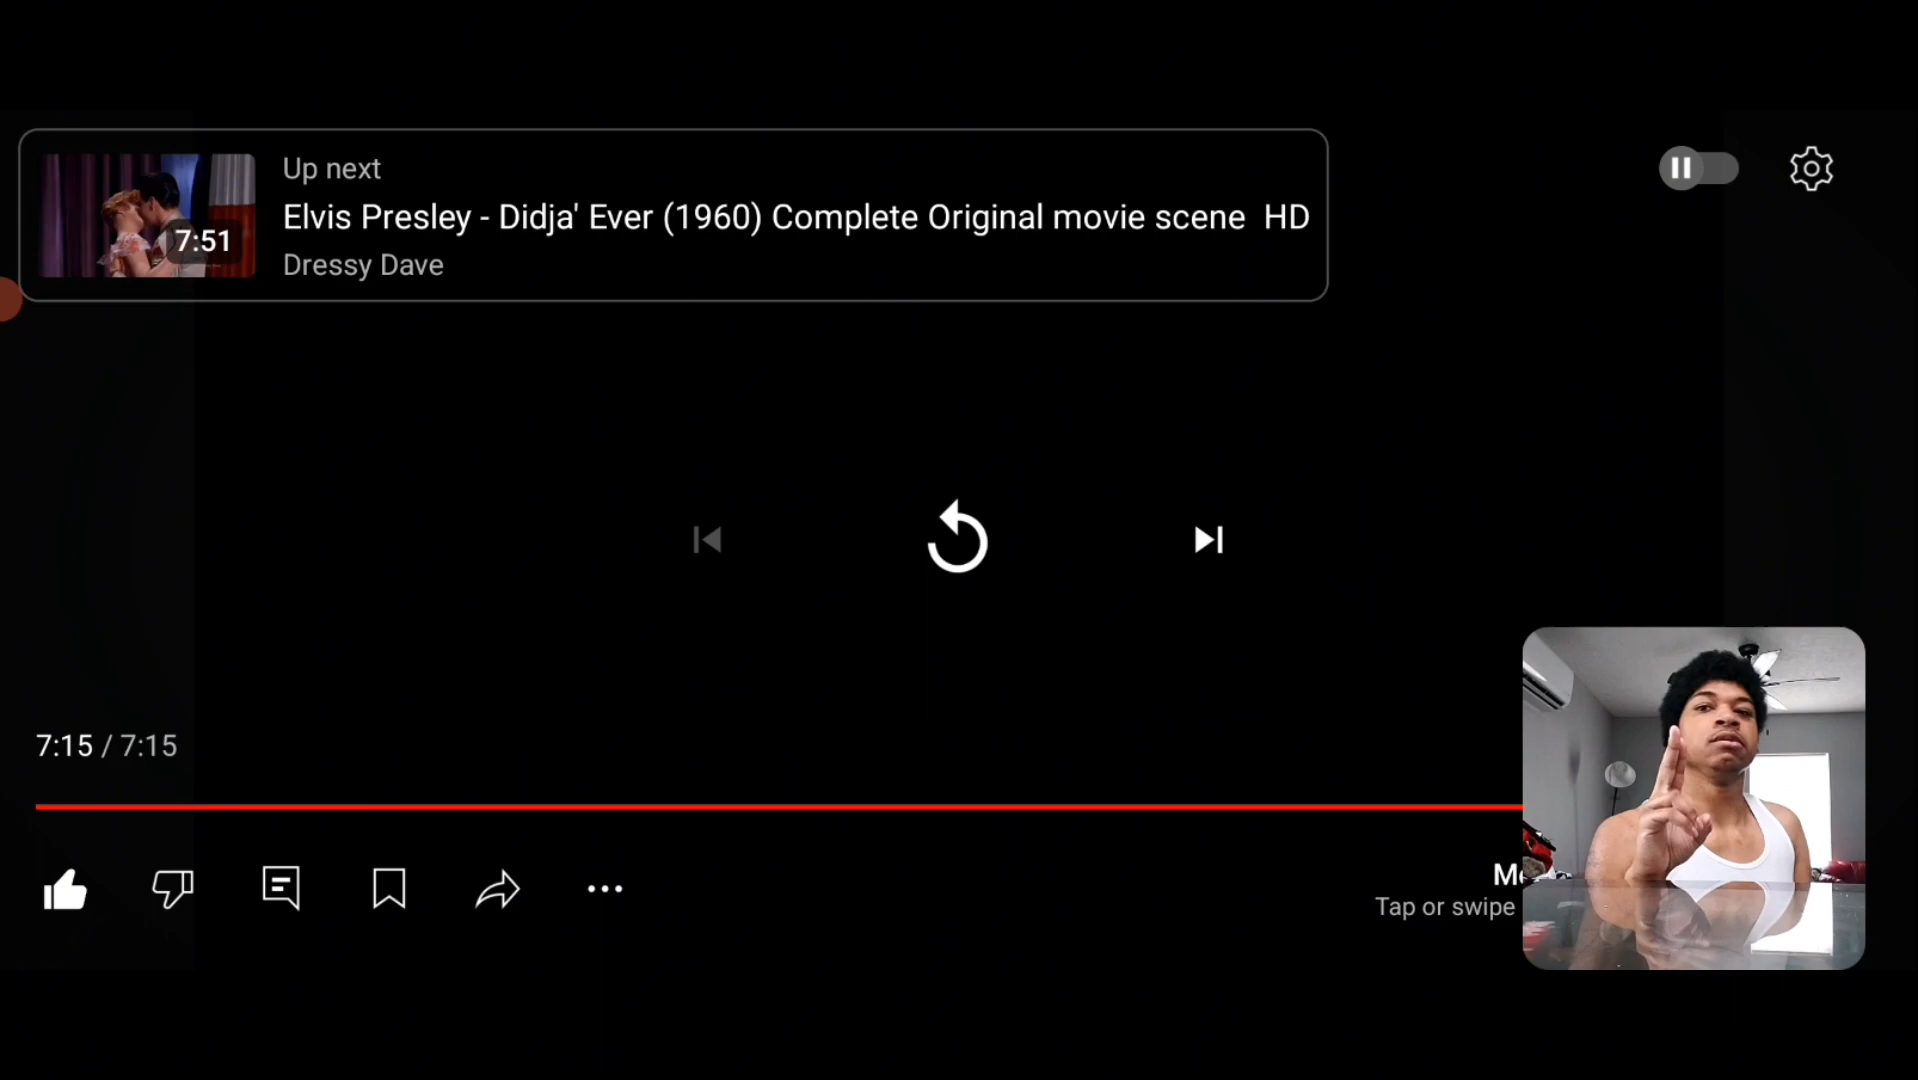 Up next
Elvis Presley - Didja' Ever (1960) Complete Original movie scene HD
Dressy Dave
7:51
7:15 / 7:15
Tap or swipe